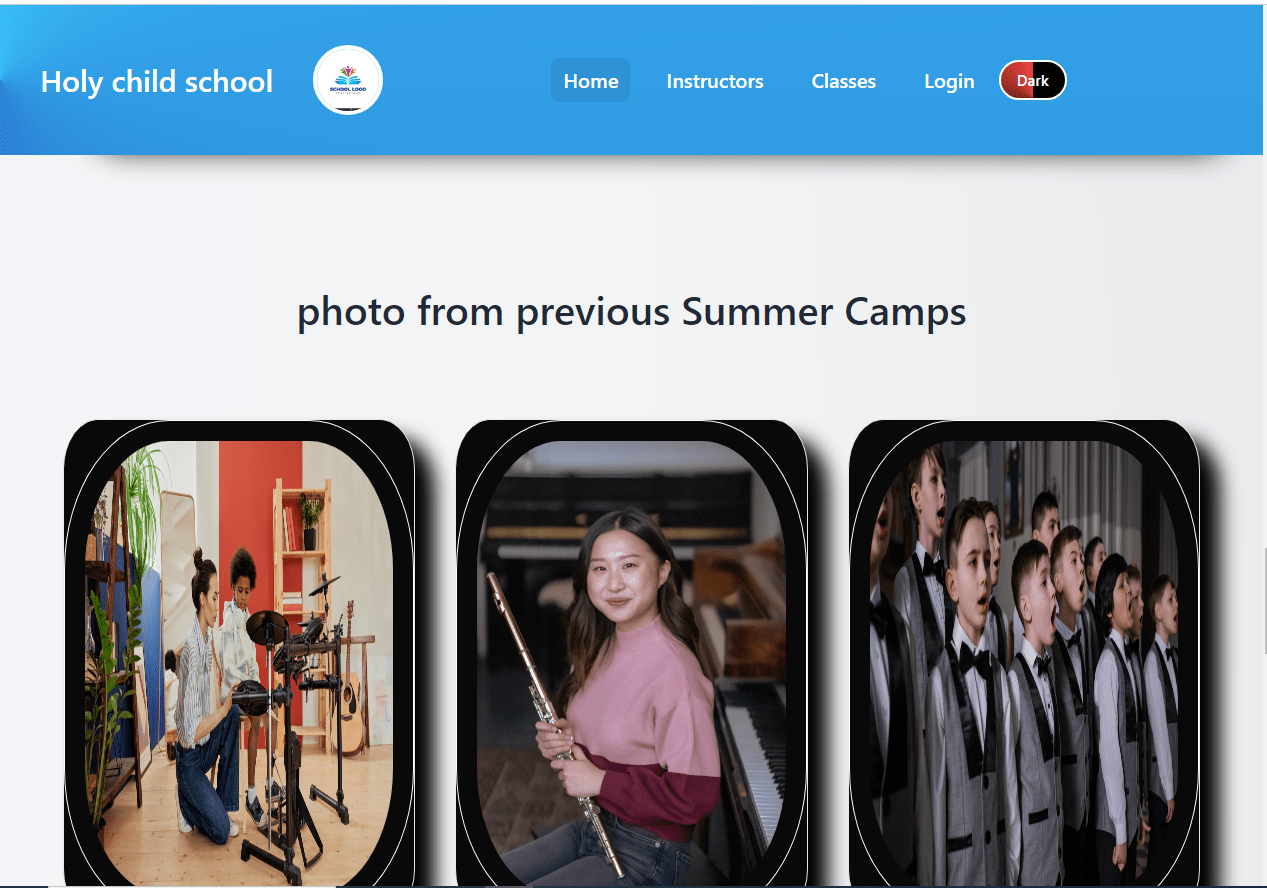 Holy child school
SCHOOL LOGO
Home
Instructors
Classes
Login
Dark
photo from previous Summer Camps